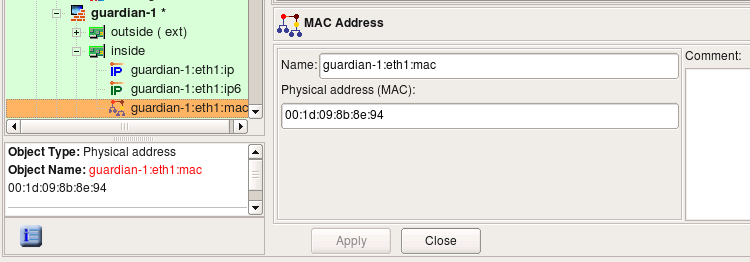 guardian-1 *
outside ( ext)
inside
guardian-1:eth1:ip
guardian-1:eth1:ip6
guardian-1:eth1:mac
Object Type: Physical address
Object Name: guardian-1:eth1:mac
00:1d:09:8b:8e:94
MAC Address
Name: guardian-1:eth1:mac
Physical address (MAC):
00:1d:09:8b:8e:94
Comment:
Apply
Close